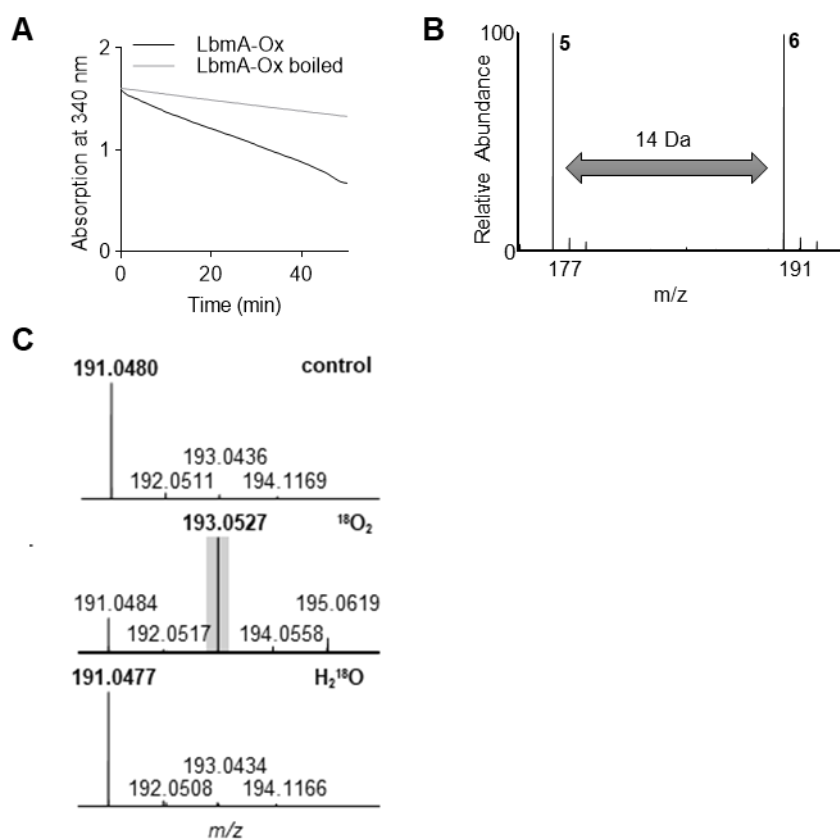 A
LbmA-Ox
LbmA-Ox boiled
Absorption at 340 nm
2
1
0
0 20 40
Time (min)
B
Relative Abundance
100
0
5
6
14 Da
177 191
m/z
C
191.0480 control
193.0436
192.0511 194.1169
193.0527 ¹⁸O₂
191.0484 195.0619
192.0517 194.0558
191.0477 H₂¹⁸O
193.0434
192.0508 194.1166
m/z